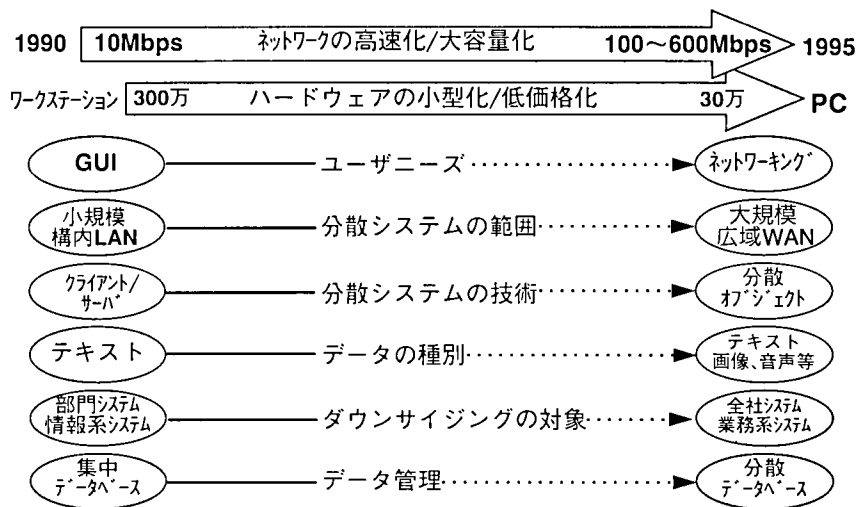 1990 10Mbps ネットワークの高速化/大容量化 100～600Mbps 1995
ワークステーション 300万 ハードウェアの小型化/低価格化 30万 PC
GUI ユーザニーズ ネットワーキング
小規模
構内LAN
分散システムの範囲
大規模
広域WAN
クライアント/
サーバ
分散システムの技術
分散
オブジェクト
テキスト データの種別
テキスト
画像、音声等
部門システム
情報系システム
ダウンサイジングの対象
全社システム
業務系システム
集中
データベース
データ管理
分散
データベース